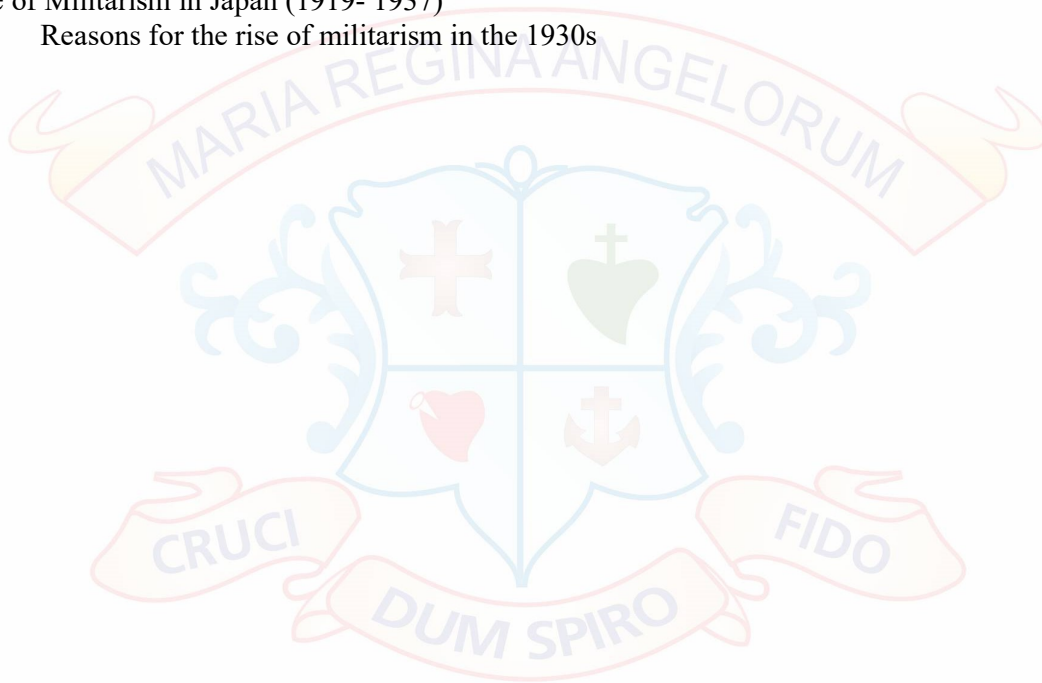 of Militarism in Japan (1919- 1937)
Reasons for the rise of militarism in the 1930s
MARIA REGINA ANGELORUM
CRUCI
FIDO
DUM SPIRO